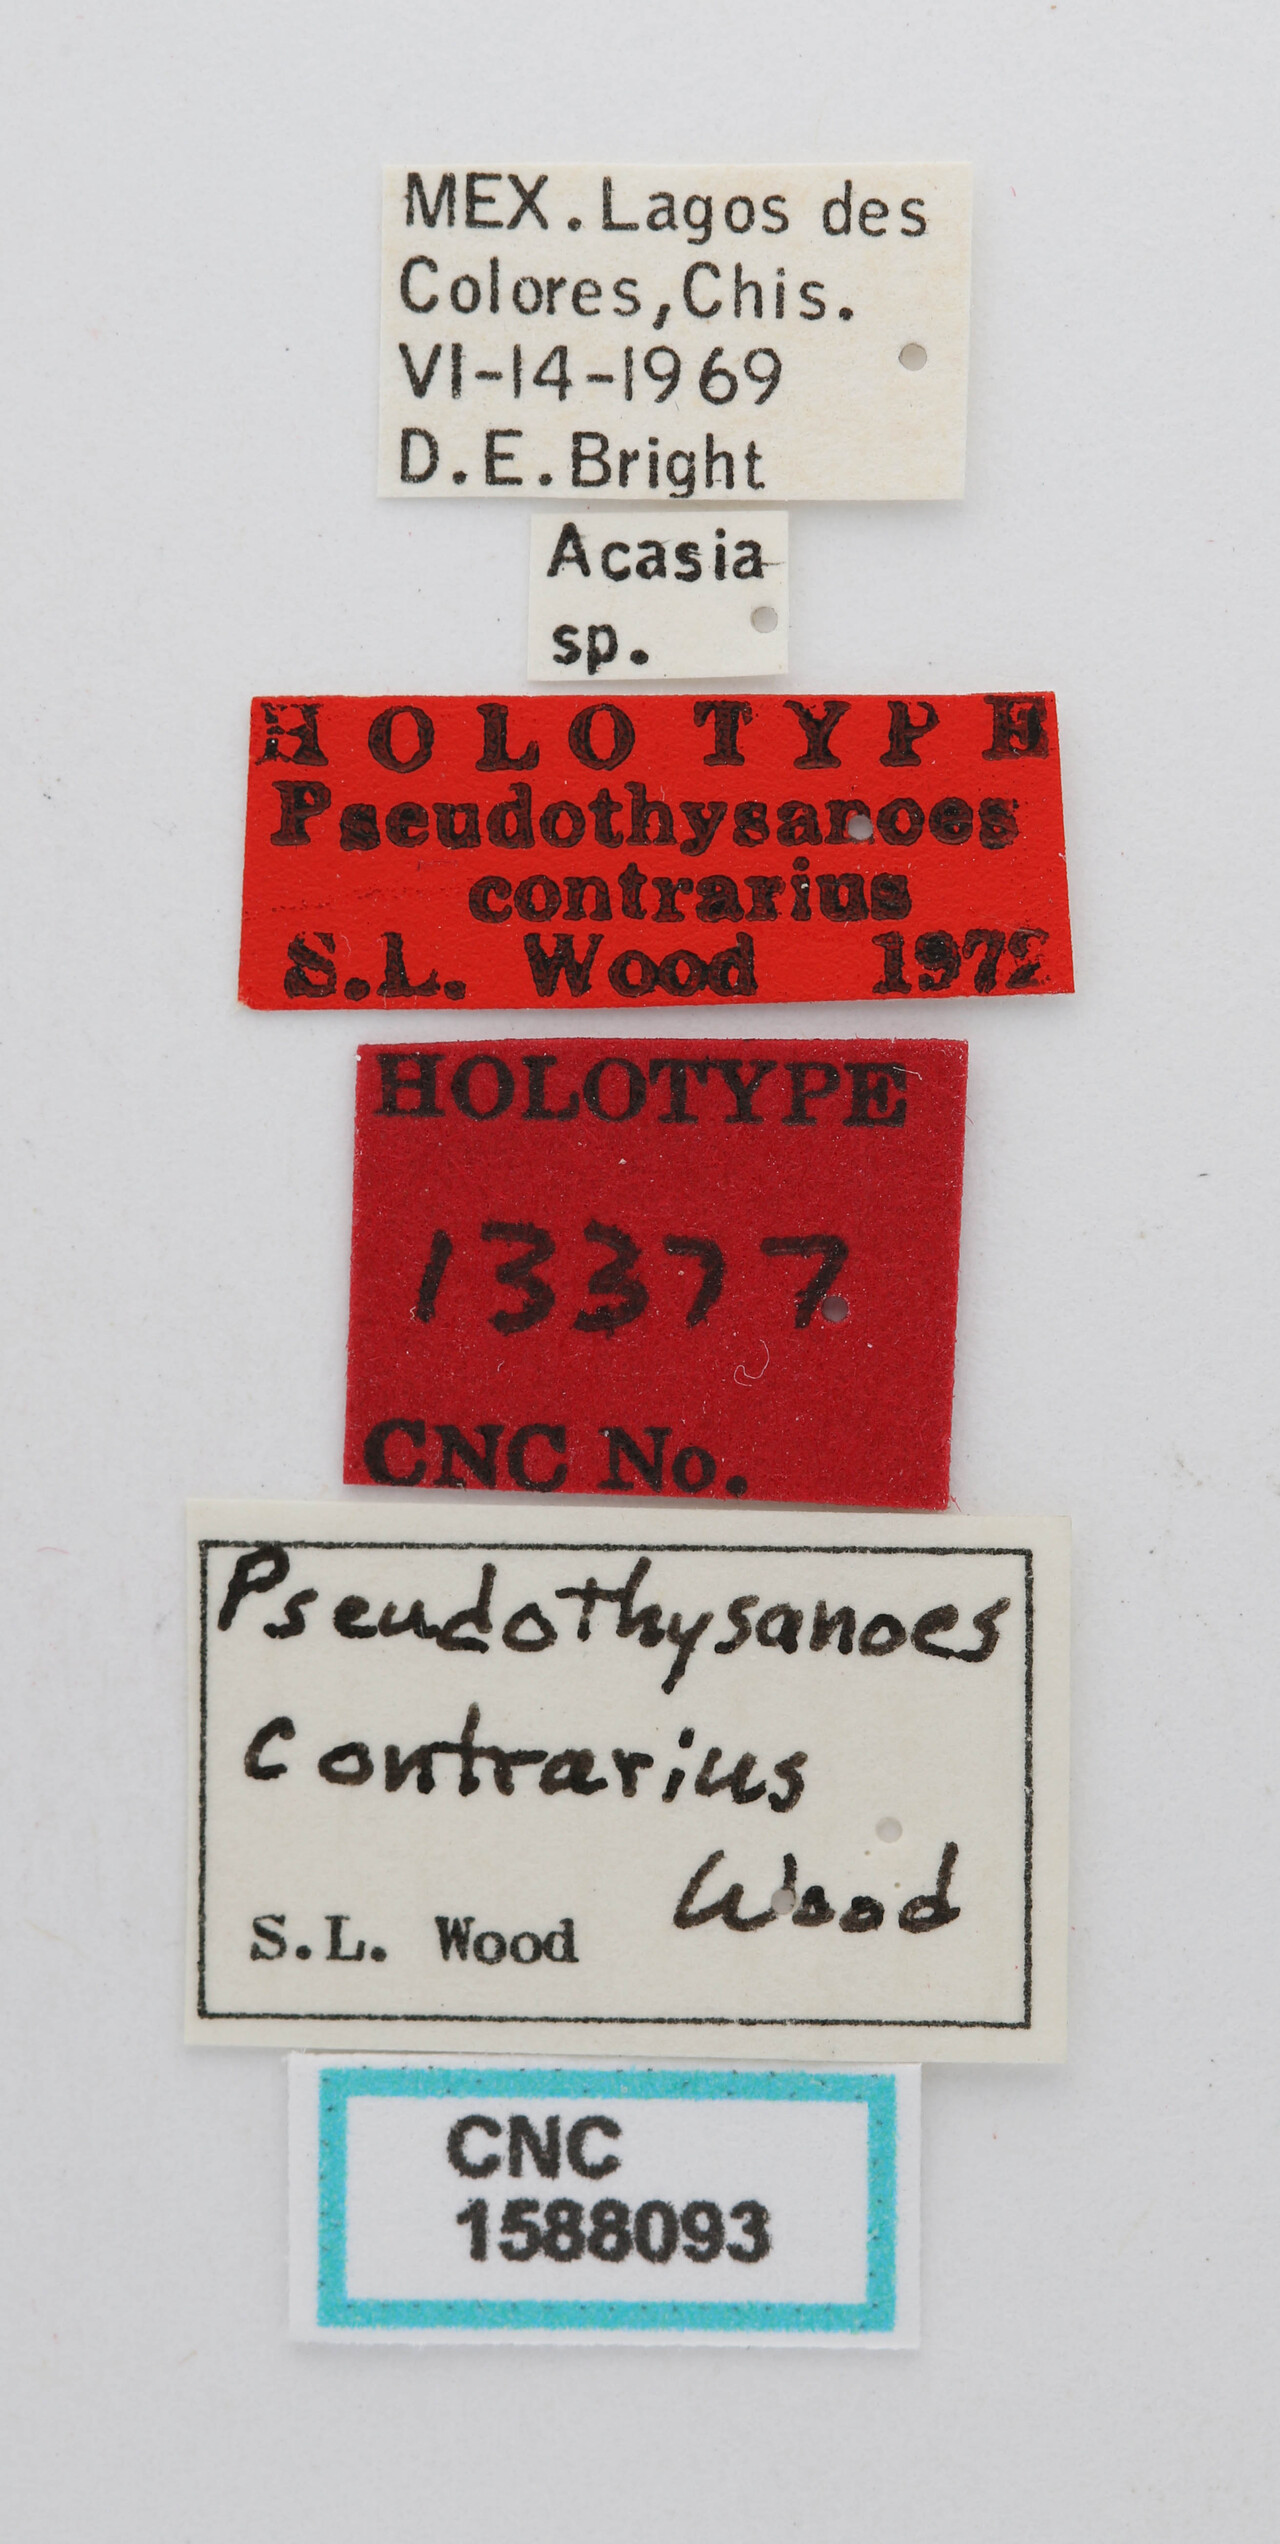 MEX. Lagos des
Colores, Chis.
VI-14-1969
D.E. Bright
Acasia
sp.
HOLOTYPE
Pseudothysanoes
contrarius
S.L. Wood 1972
HOLOTYPE
13377
CNC No.
Pseudothysanoes
contrarius
Wood
S.L. Wood
CNC
1588093